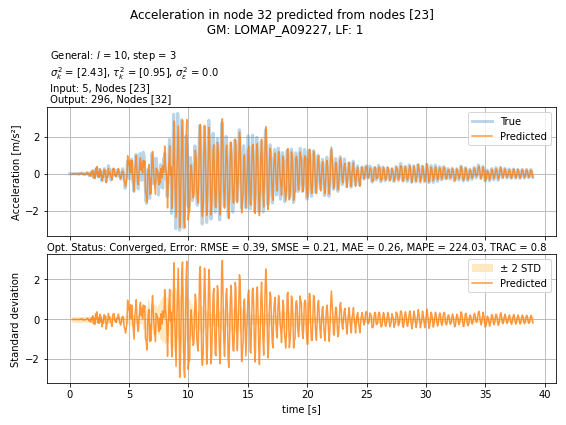 Acceleration in node 32 predicted from nodes [23]
GM: LOMAP_A09227, LF: 1
General: l = 10, step = 3
σ²ₖ = [2.43], τ²ₖ = [0.95], σ²ε = 0.0
Input: 5, Nodes [23]
Output: 296, Nodes [32]
Acceleration [m/s²]
2
0
−2
True
Predicted
Opt. Status: Converged, Error: RMSE = 0.39, SMSE = 0.21, MAE = 0.26, MAPE = 224.03, TRAC = 0.8
Standard deviation
2
0
−2
± 2 STD
Predicted
0 5 10 15 20 25 30 35 40
time [s]